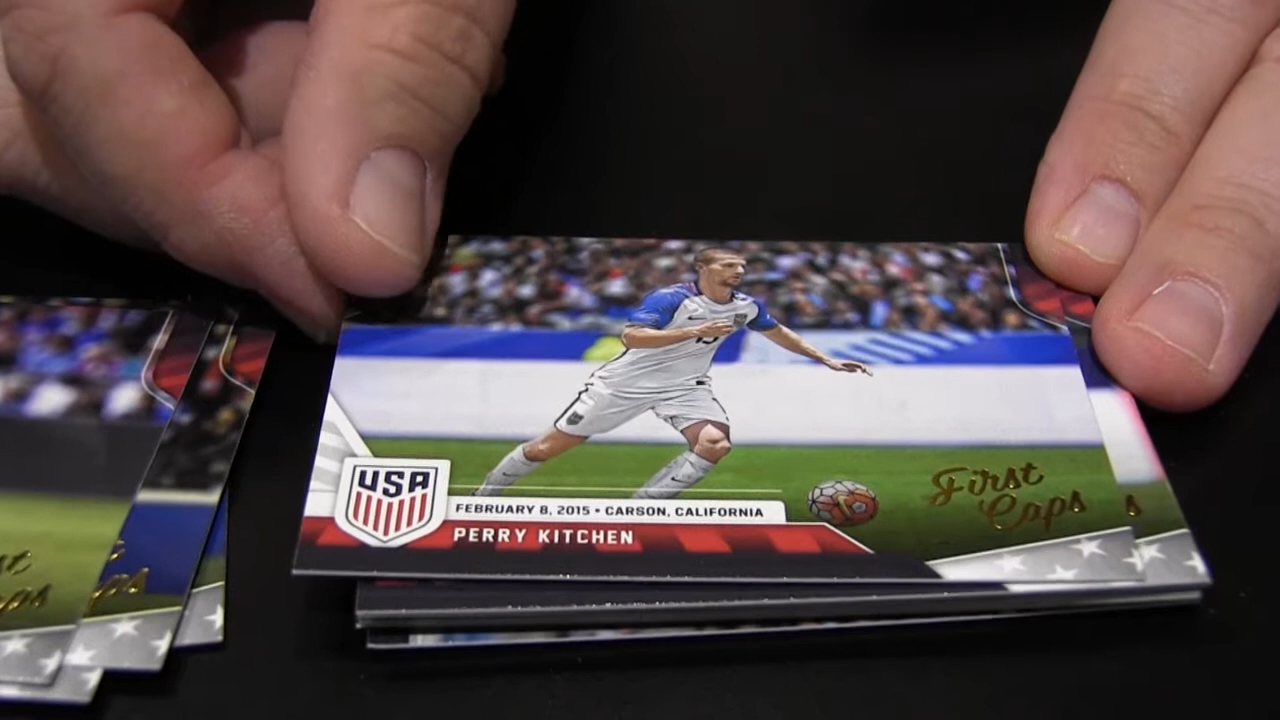 USA
FEBRUARY 8, 2015 • CARSON, CALIFORNIA
PERRY KITCHEN
First
Caps